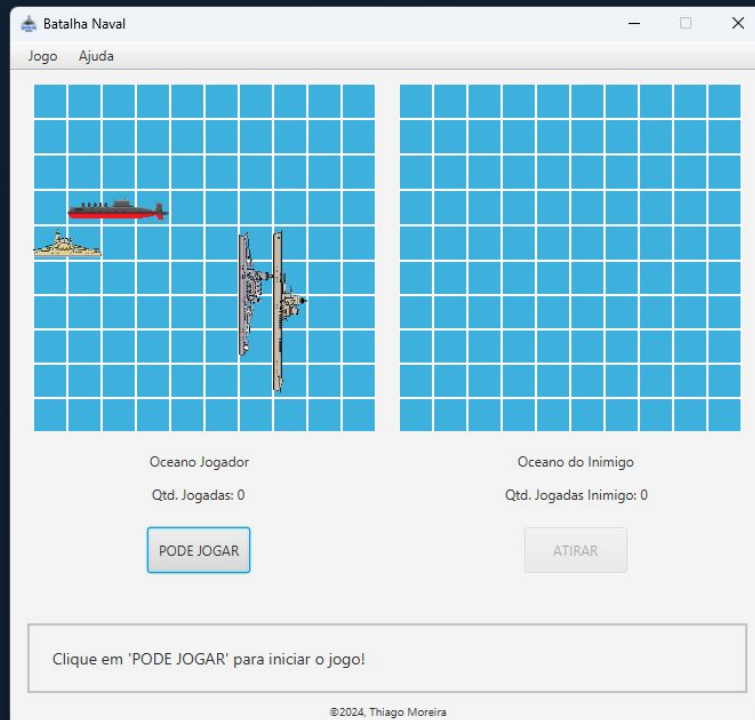 Batalha Naval
Jogo Ajuda
Oceano Jogador
Oceano do Inimigo
Qtd. Jogadas: 0
Qtd. Jogadas Inimigo: 0
PODE JOGAR
ATIRAR
Clique em 'PODE JOGAR' para iniciar o jogo!
©2024, Thiago Moreira